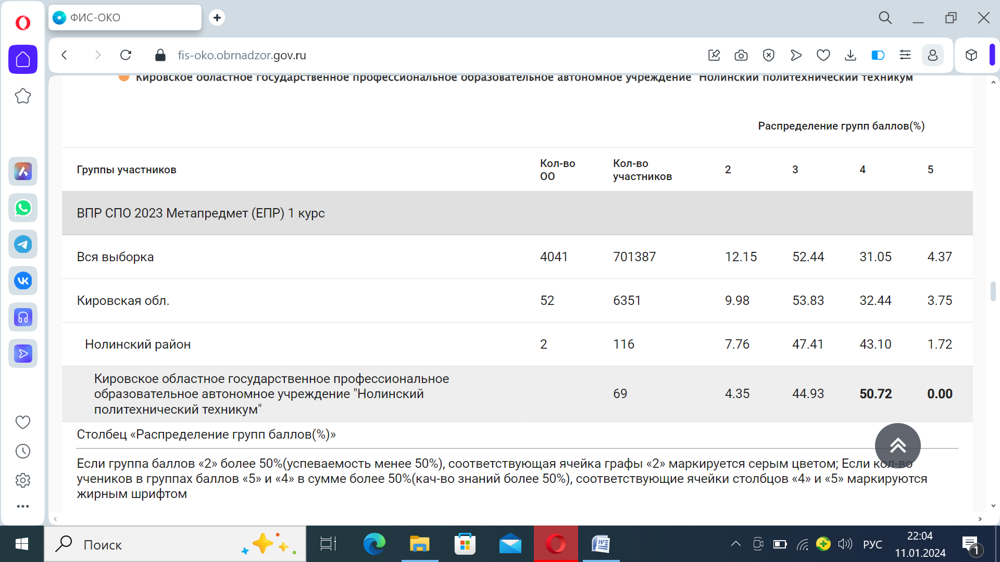 ФИС-ОКО
fis-oko.obrnadzor.gov.ru
Кировское областное государственное профессиональное образовательное автономное учреждение "Нолинский политехнический техникум
Распределение групп баллов(%)
Группы участников
Кол-во ОО
Кол-во участников
2 3 4 5
ВПР СПО 2023 Метапредмет (ЕПР) 1 курс
Вся выборка 4041 701387 12.15 52.44 31.05 4.37
Кировская обл. 52 6351 9.98 53.83 32.44 3.75
Нолинский район 2 116 7.76 47.41 43.10 1.72
Кировское областное государственное профессиональное
образовательное автономное учреждение "Нолинский
политехнический техникум"
69 4.35 44.93 50.72 0.00
Столбец «Распределение групп баллов(%)»
Если группа баллов «2» более 50%(успеваемость менее 50%), соответствующая ячейка графы «2» маркируется серым цветом; Если кол-во
учеников в группах баллов «5» и «4» в сумме более 50%(кач-во знаний более 50%), соответствующие ячейки столбцов «4» и «5» маркируются
жирным шрифтом
Поиск
РУС
22:04
11.01.2024
1